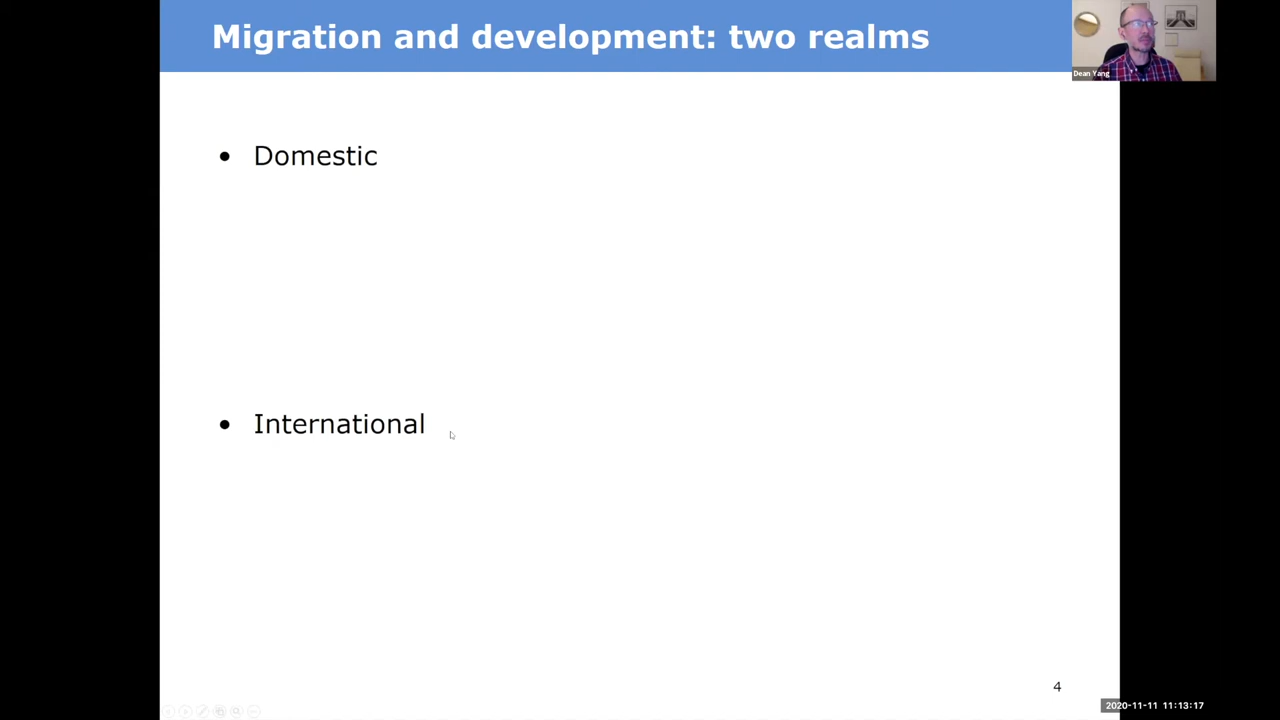 Migration and development: two realms
Dean Yang
• Domestic
• International
4
2020-11-11 11:13:17